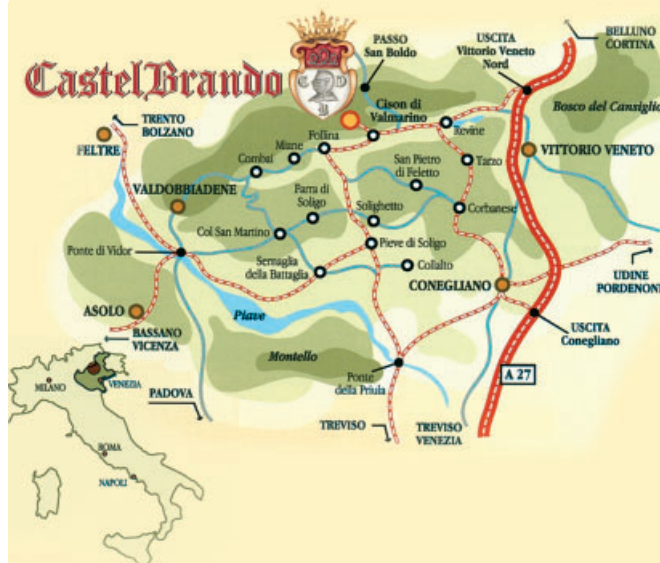 BELLUNO
CORTINA
PASSO
San Boldo
USCITA
Vittorio Veneto
Nord
CastelBrando
C D
B
Bosco del Cansiglio
TRENTO
BOLZANO
Cison di
Valmarino
FELTRE
Follina
Revine
Miane
VITTORIO VENETO
Combai
San Pietro
di Feletto
Tarzo
VALDOBBIADENE
Parra di
Soligo
Solighetto
Corbanese
Col San Martino
Ponte di Vidor
Pieve di Soligo
Sernaglia
della Battaglia
Collalto
CONEGLIANO
UDINE
PORDENONE
ASOLO
Piave
BASSANO
VICENZA
USCITA
Conegliano
Montello
Ponte
della Priula
A 27
MILANO
VENEZIA
PADOVA
TREVISO
TREVISO
VENEZIA
ROMA
NAPOLI